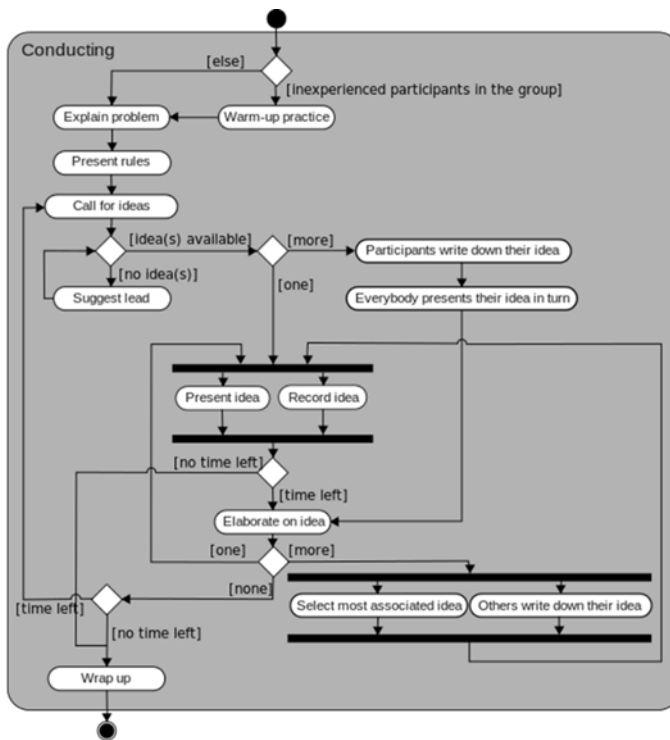 Conducting
[else]
[inexperienced participants in the group]
Explain problem
Warm-up practice
Present rules
Call for ideas
[idea(s) available]
[more]
Participants write down their idea
[no idea(s)]
[one]
Suggest lead
Everybody presents their idea in turn
Present idea
Record idea
[no time left]
[time left]
Elaborate on idea
[one]
[more]
[none]
[time left]
Select most associated idea
Others write down their idea
[no time left]
Wrap up